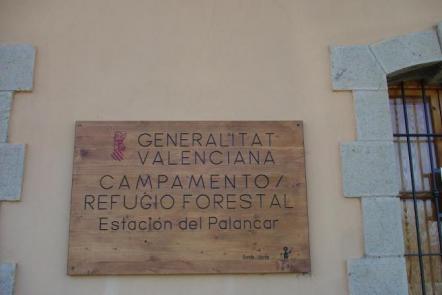 GENERALITAT
VALENCIANA
CAMPAMENTO/
REFUGIO FORESTAL
Estación del Palancar